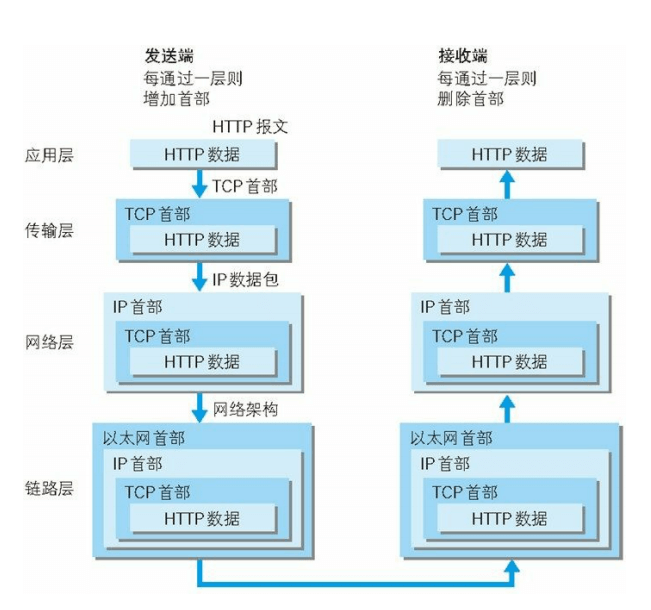 发送端
每通过一层则
增加首部
接收端
每通过一层则
删除首部
HTTP 报文
应用层
HTTP 数据
HTTP 数据
TCP 首部
传输层
TCP 首部
HTTP 数据
TCP 首部
HTTP 数据
IP 数据包
网络层
IP 首部
TCP 首部
HTTP 数据
IP 首部
TCP 首部
HTTP 数据
网络架构
链路层
以太网首部
IP 首部
TCP 首部
HTTP 数据
以太网首部
IP 首部
TCP 首部
HTTP 数据